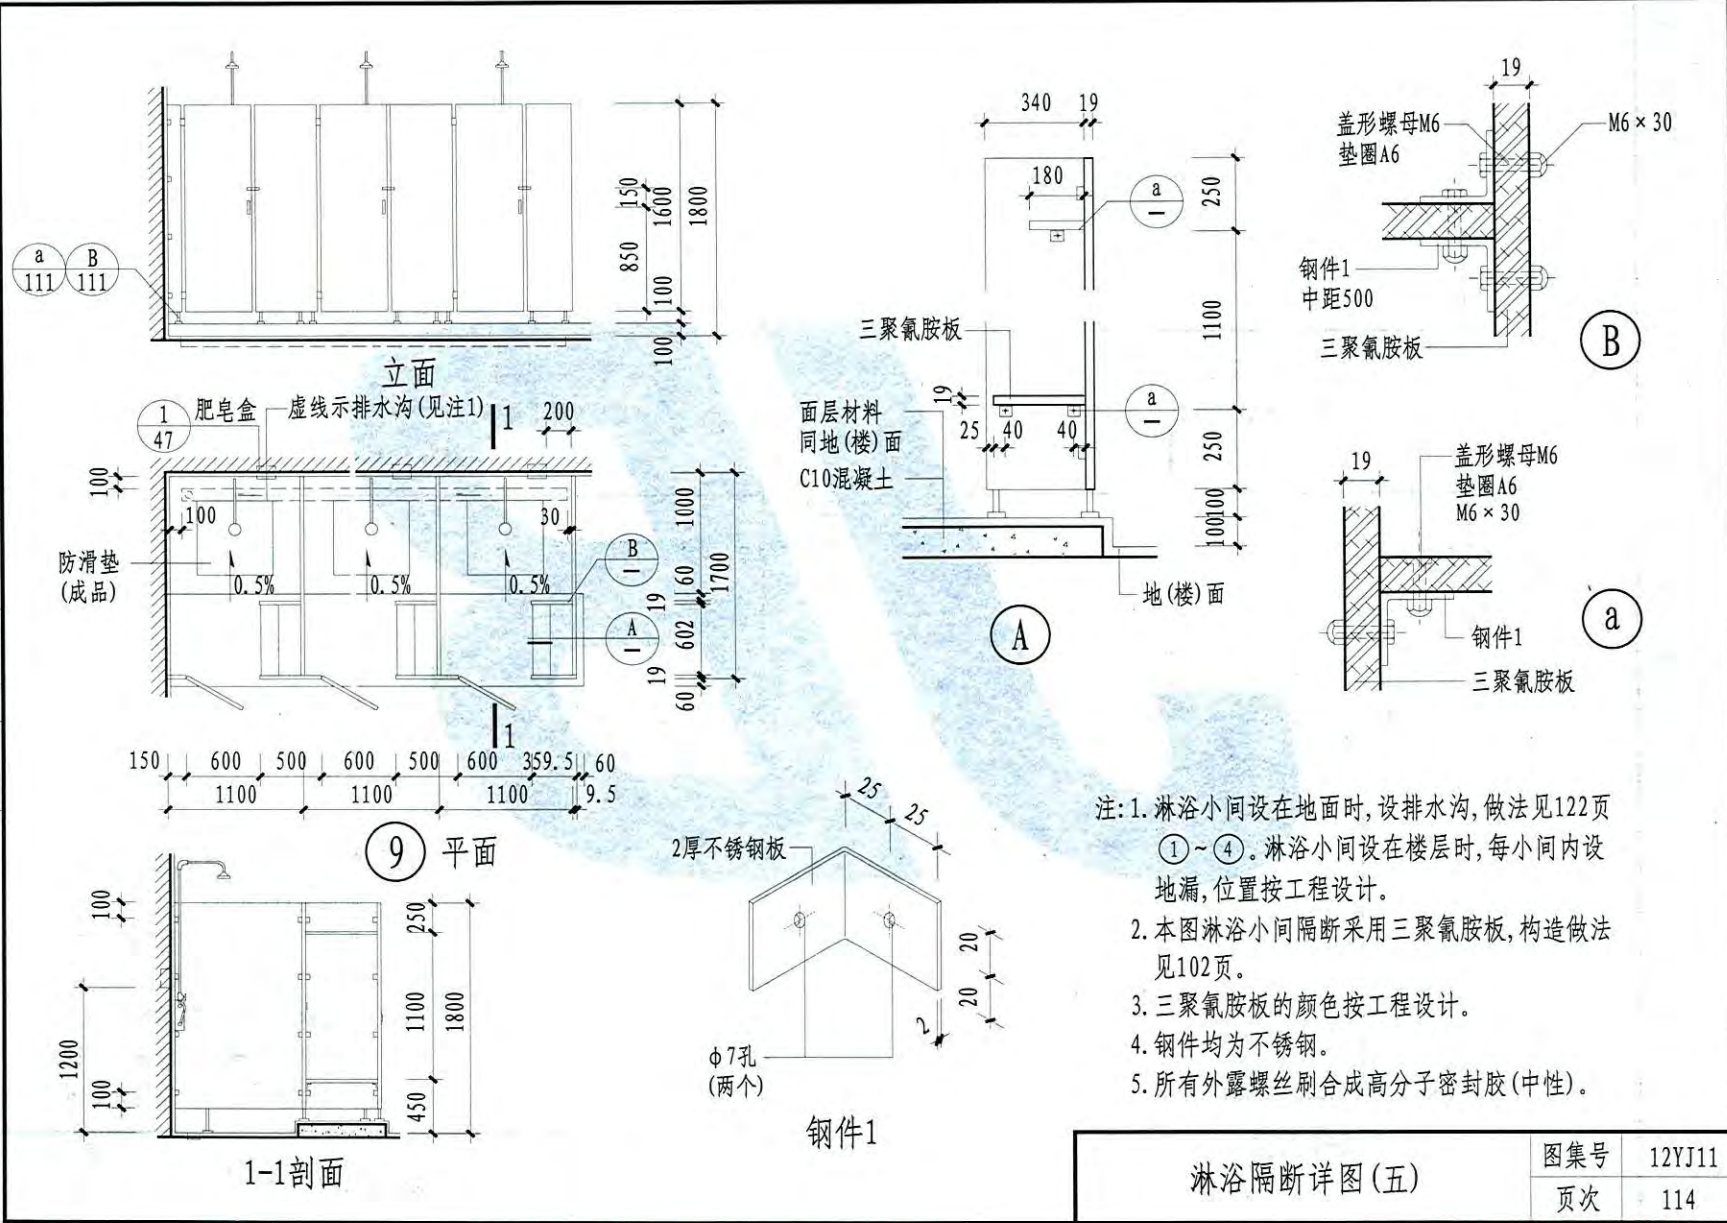 a
111
B
111
150
850
1600
100
1800
100
立面
1
47
肥皂盒
虚线示排水沟(见注1)
1
200
100
100
30
防滑垫
(成品)
0.5%
0.5%
0.5%
B
—
A
—
1000
60
19
602
19
60
1700
1
150 600 500 600 500 600 359.5 60
1100 1100 1100 9.5
9 平面
100
1200
100
250
1100
450
1800
1-1剖面
340 19
180
a
—
250
1100
250
100
100
三聚氰胺板
19
25 40 40
a
—
面层材料
同地(楼)面
C10混凝土
地(楼)面
A
19
盖形螺母M6
垫圈A6
M6×30
钢件1
中距500
三聚氰胺板
B
19
盖形螺母M6
垫圈A6
M6×30
钢件1
三聚氰胺板
a
25
25
2厚不锈钢板
20
20
2
φ7孔
(两个)
钢件1
注:1.淋浴小间设在地面时,设排水沟,做法见122页
①~④。淋浴小间设在楼层时,每小间内设
地漏,位置按工程设计。
2.本图淋浴小间隔断采用三聚氰胺板,构造做法
见102页。
3.三聚氰胺板的颜色按工程设计。
4.钢件均为不锈钢。
5.所有外露螺丝刷合成高分子密封胶(中性)。
淋浴隔断详图(五)
图集号 12YJ11
页次 114